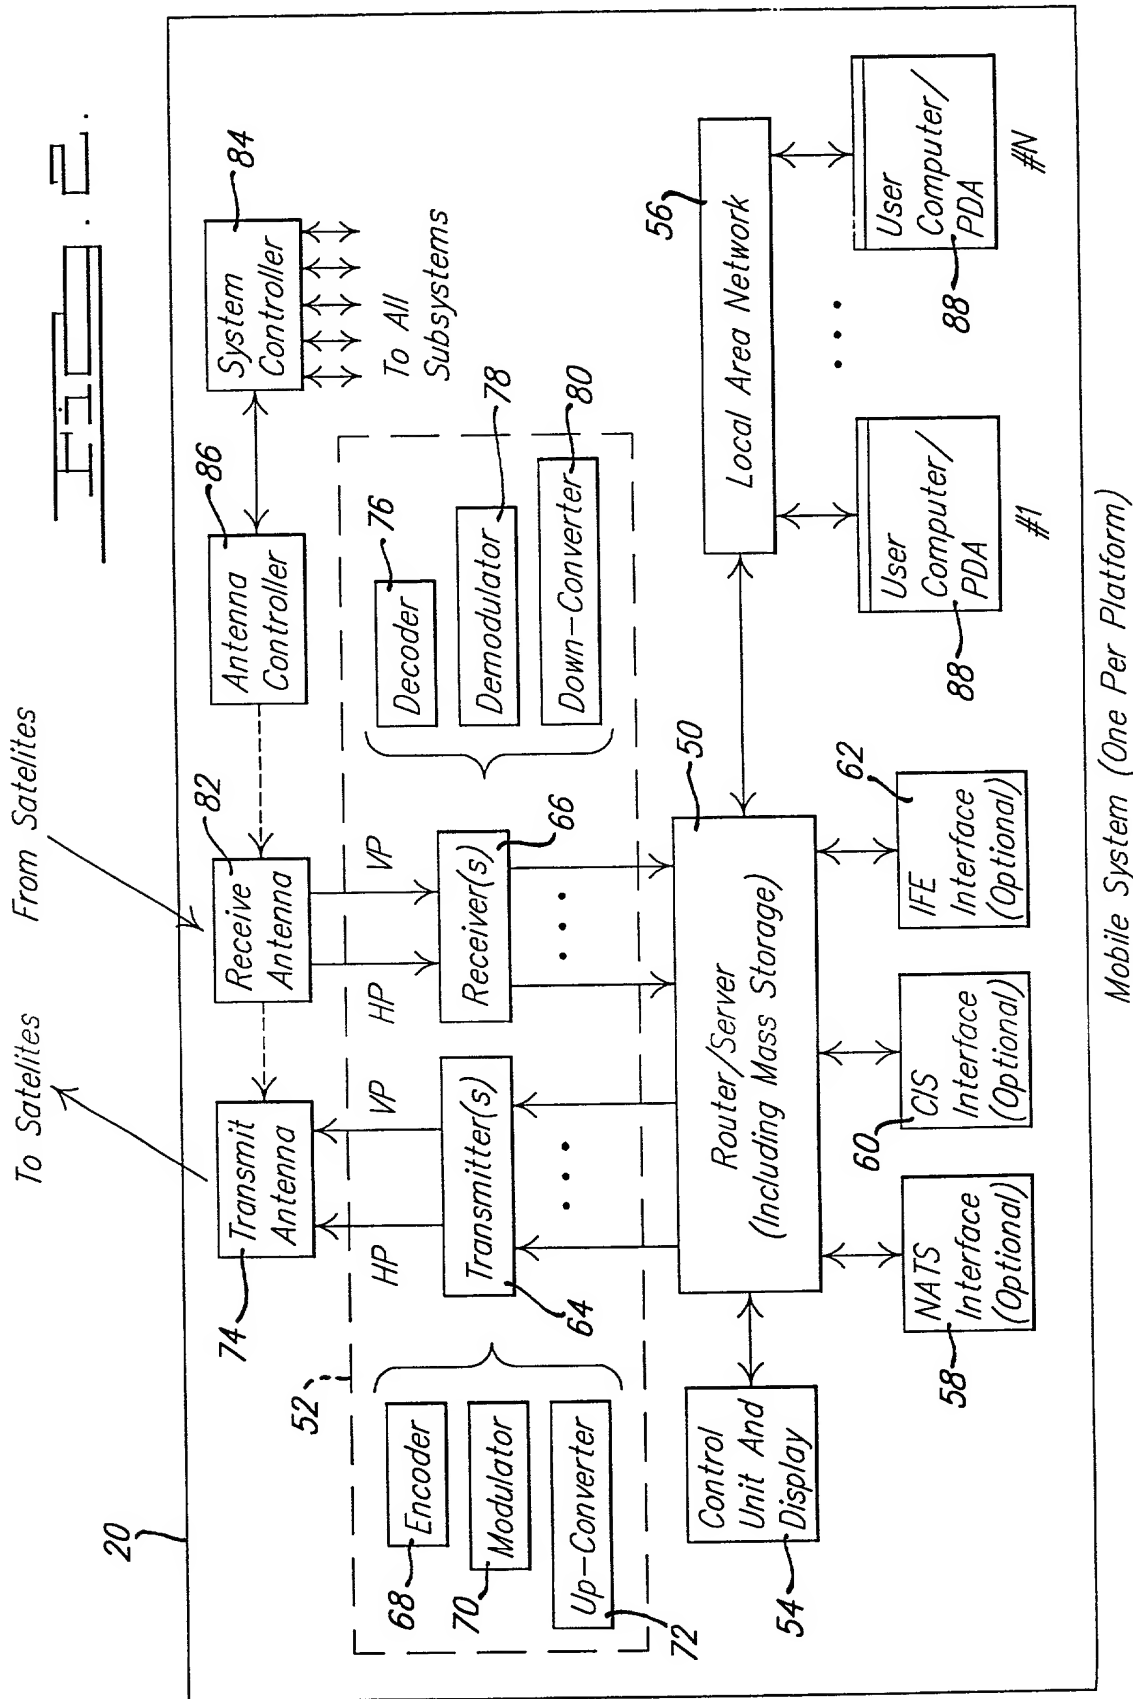 FIG. 2.
To Satelites
From Satelites
20
74
Transmit
Antenna
82
Receive
Antenna
86
Antenna
Controller
84
System
Controller
To All
Subsystems
52
HP
VP
HP
VP
68
Encoder
70
Modulator
72
Up-Converter
Transmitter(s)
64
Receiver(s)
66
76
Decoder
78
Demodulator
80
Down-Converter
Control
Unit And
Display
54
Router/Server
(Including Mass Storage)
50
Local Area Network
56
NATS
Interface
(Optional)
58
CIS
Interface
(Optional)
60
IFE
Interface
(Optional)
62
User
Computer/
PDA
88
#1
User
Computer/
PDA
88
#N
Mobile System (One Per Platform)